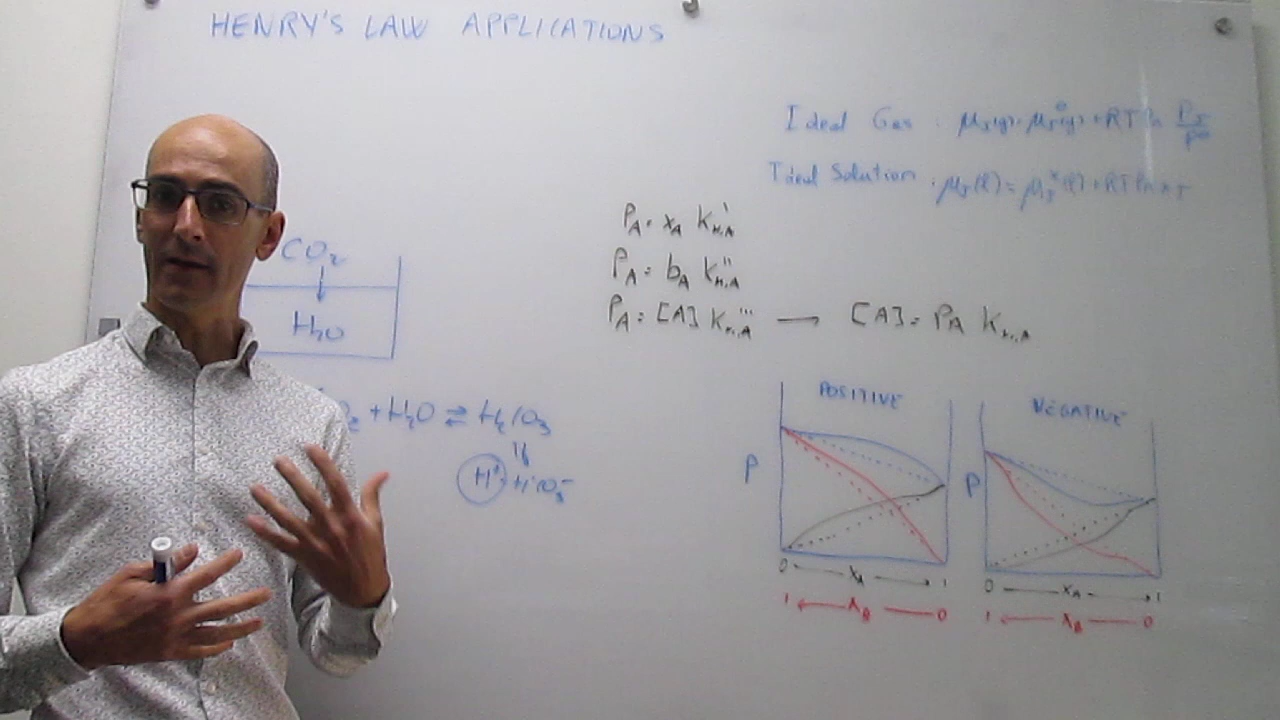 HENRY'S LAW APPLICATIONS
Ideal Gas : μJ(g) = μJ°(g) + RT ln PJ/P°
Ideal Solution : μJ(l) = μJ*(l) + RT ln xJ
PA = xA KH,A'
PA = bA KH,A''
PA = [A] KH,A''' → [A] = PA KH,A
CO2
↓
H2O
+ H2O ⇌ H2CO3
H+ + HCO3-
POSITIVE
P
0 xA → 1
1 ← xB 0
NEGATIVE
P
0 xA → 1
1 ← xB 0